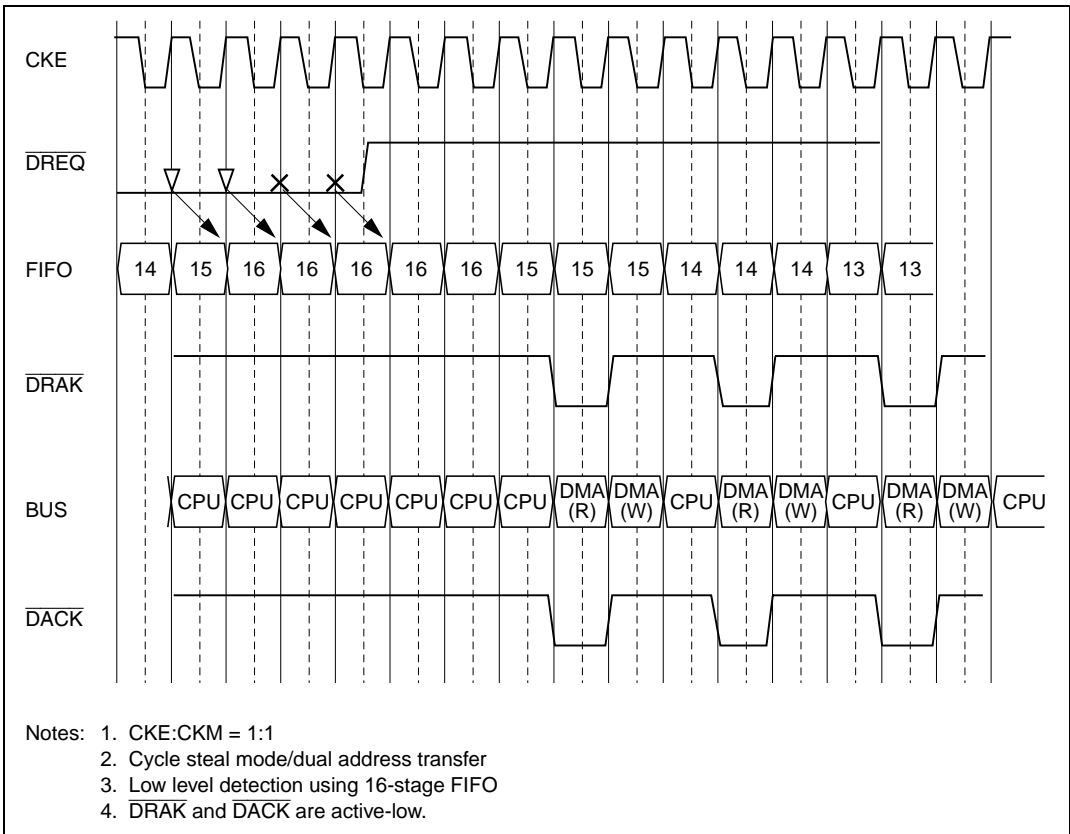 CKE
DREQ
FIFO 14 15 16 16 16 16 16 15 15 15 14 14 14 13 13
DRAK
BUS CPU CPU CPU CPU CPU CPU CPU DMA (R) DMA (W) CPU DMA (R) DMA (W) CPU DMA (R) DMA (W) CPU
DACK
Notes: 1. CKE:CKM = 1:1
2. Cycle steal mode/dual address transfer
3. Low level detection using 16-stage FIFO
4. DRAK and DACK are active-low.